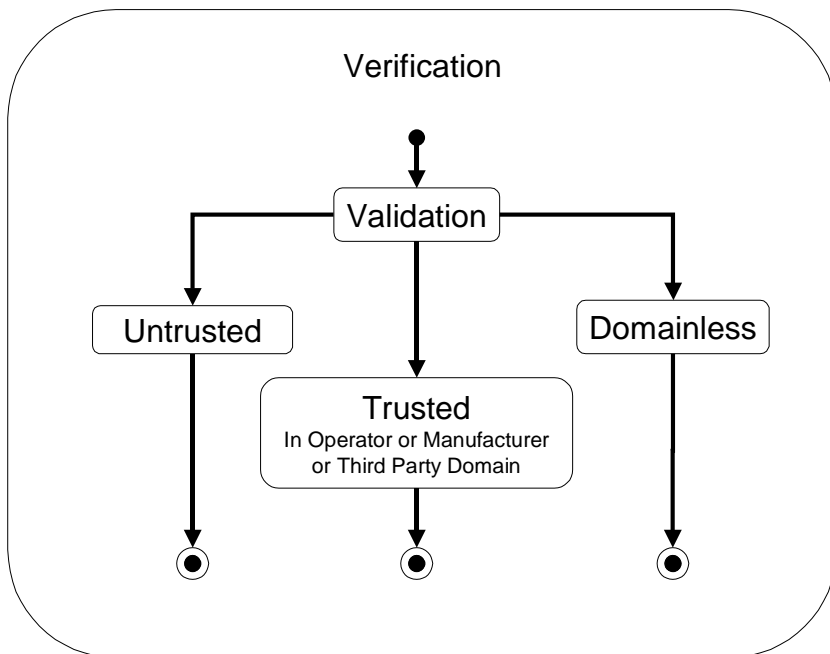 Verification
Validation
Untrusted
Domainless
Trusted
In Operator or Manufacturer
or Third Party Domain